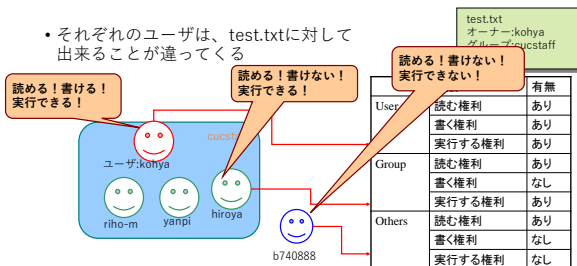 • それぞれのユーザは、test.txtに対して
出来ることが違ってくる
test.txt
オーナー:kohya
グループ:cucstaff
読める！書ける！
実行できる！
読める！書けない！
実行できる！
読める！書けない！
実行できない！
ユーザ:kohya
riho-m
yanpi
hiroya
b740888
有無
User 読む権利 あり
書く権利 あり
実行する権利 あり
Group 読む権利 あり
書く権利 なし
実行する権利 あり
Others 読む権利 あり
書く権利 なし
実行する権利 なし